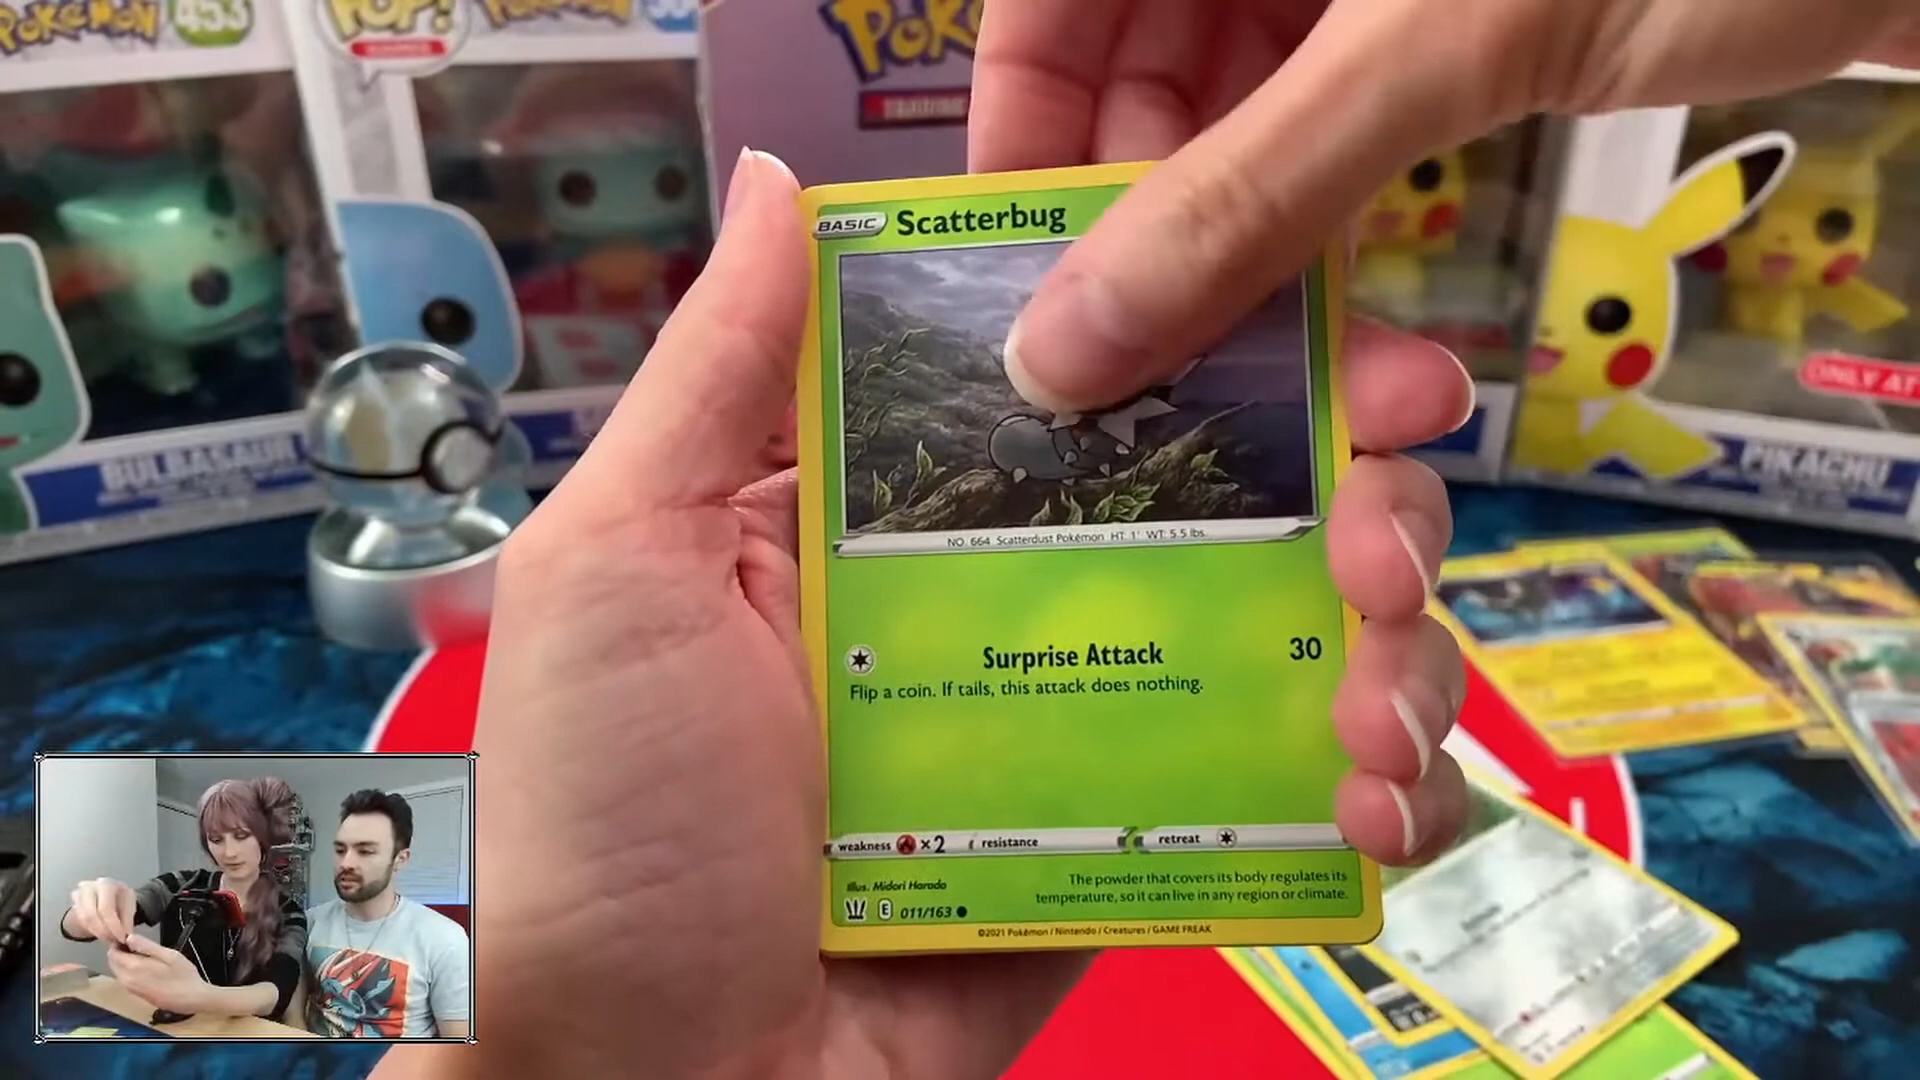 POKÉMON
453
POP!
BASIC
Scatterbug
NO. 664 Scatterdust Pokémon HT: 1' WT: 5.5 lbs.
Surprise Attack
30
Flip a coin. If tails, this attack does nothing.
weakness ×2 resistance
retreat
Illus. Midori Harada
The powder that covers its body regulates its
temperature, so it can live in any region or climate.
E 011/163
©2021 Pokémon / Nintendo / Creatures / GAME FREAK
BULBASAUR
PIKACHU
ONLY AT